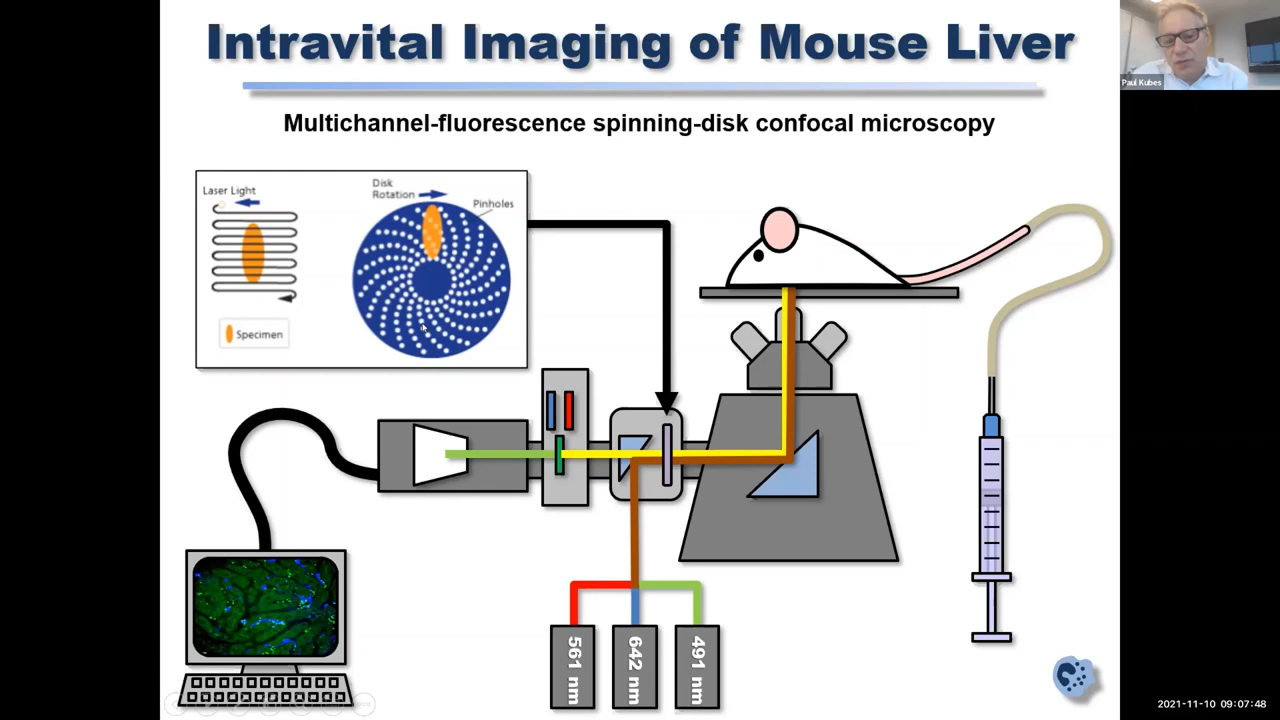 Intravital Imaging of Mouse Liver
Paul Kubes
Multichannel-fluorescence spinning-disk confocal microscopy
Laser Light
Disk
Rotation
Pinholes
Specimen
561 nm
642 nm
491 nm
2021-11-10 09:07:48